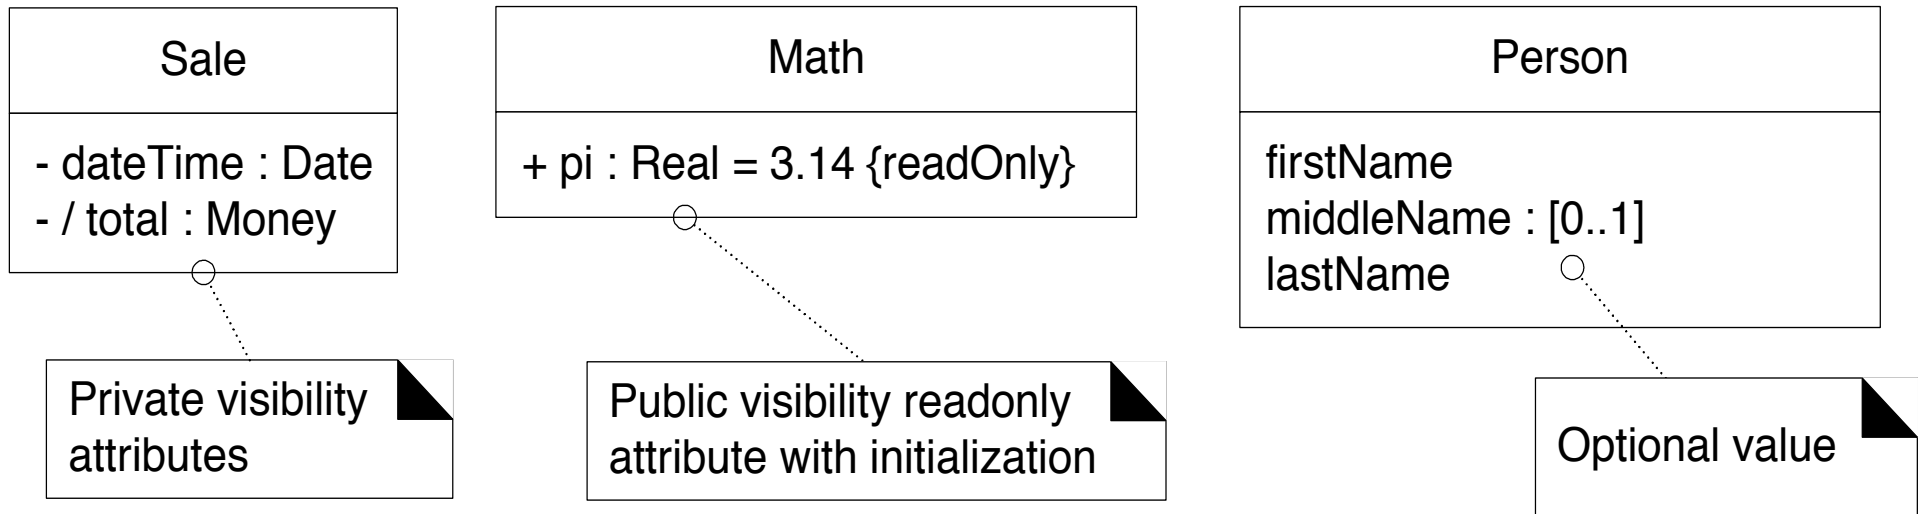 Sale
- dateTime : Date
- / total : Money
Private visibility
attributes
Math
+ pi : Real = 3.14 {readOnly}
Public visibility readonly
attribute with initialization
Person
firstName
middleName : [0..1]
lastName
Optional value